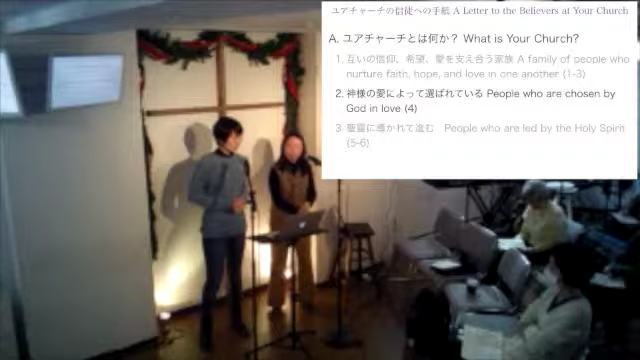 ユアチャーチの信徒への手紙 A Letter to the Believers at Your Church
A. ユアチャーチとは何か？ What is Your Church?
1. 互いの信仰、希望、愛を支え合う家族 A family of people who
nurture faith, hope, and love in one another (1-3)
2. 神様の愛によって選ばれている People who are chosen by
God in love (4)
3. 聖霊に導かれて進む People who are led by the Holy Spirit
(5-6)